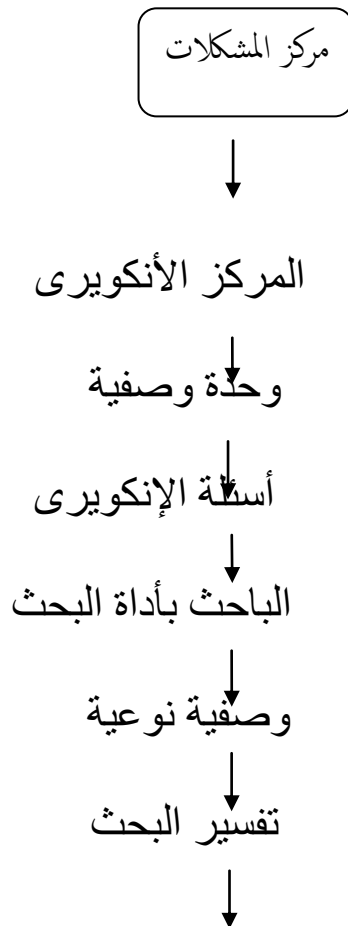 مركز المشكلات
المركز الأنكويرى
وحدة وصفية
أسئلة الإنكويرى
الباحث بأداة البحث
وصفية نوعية
تفسير البحث